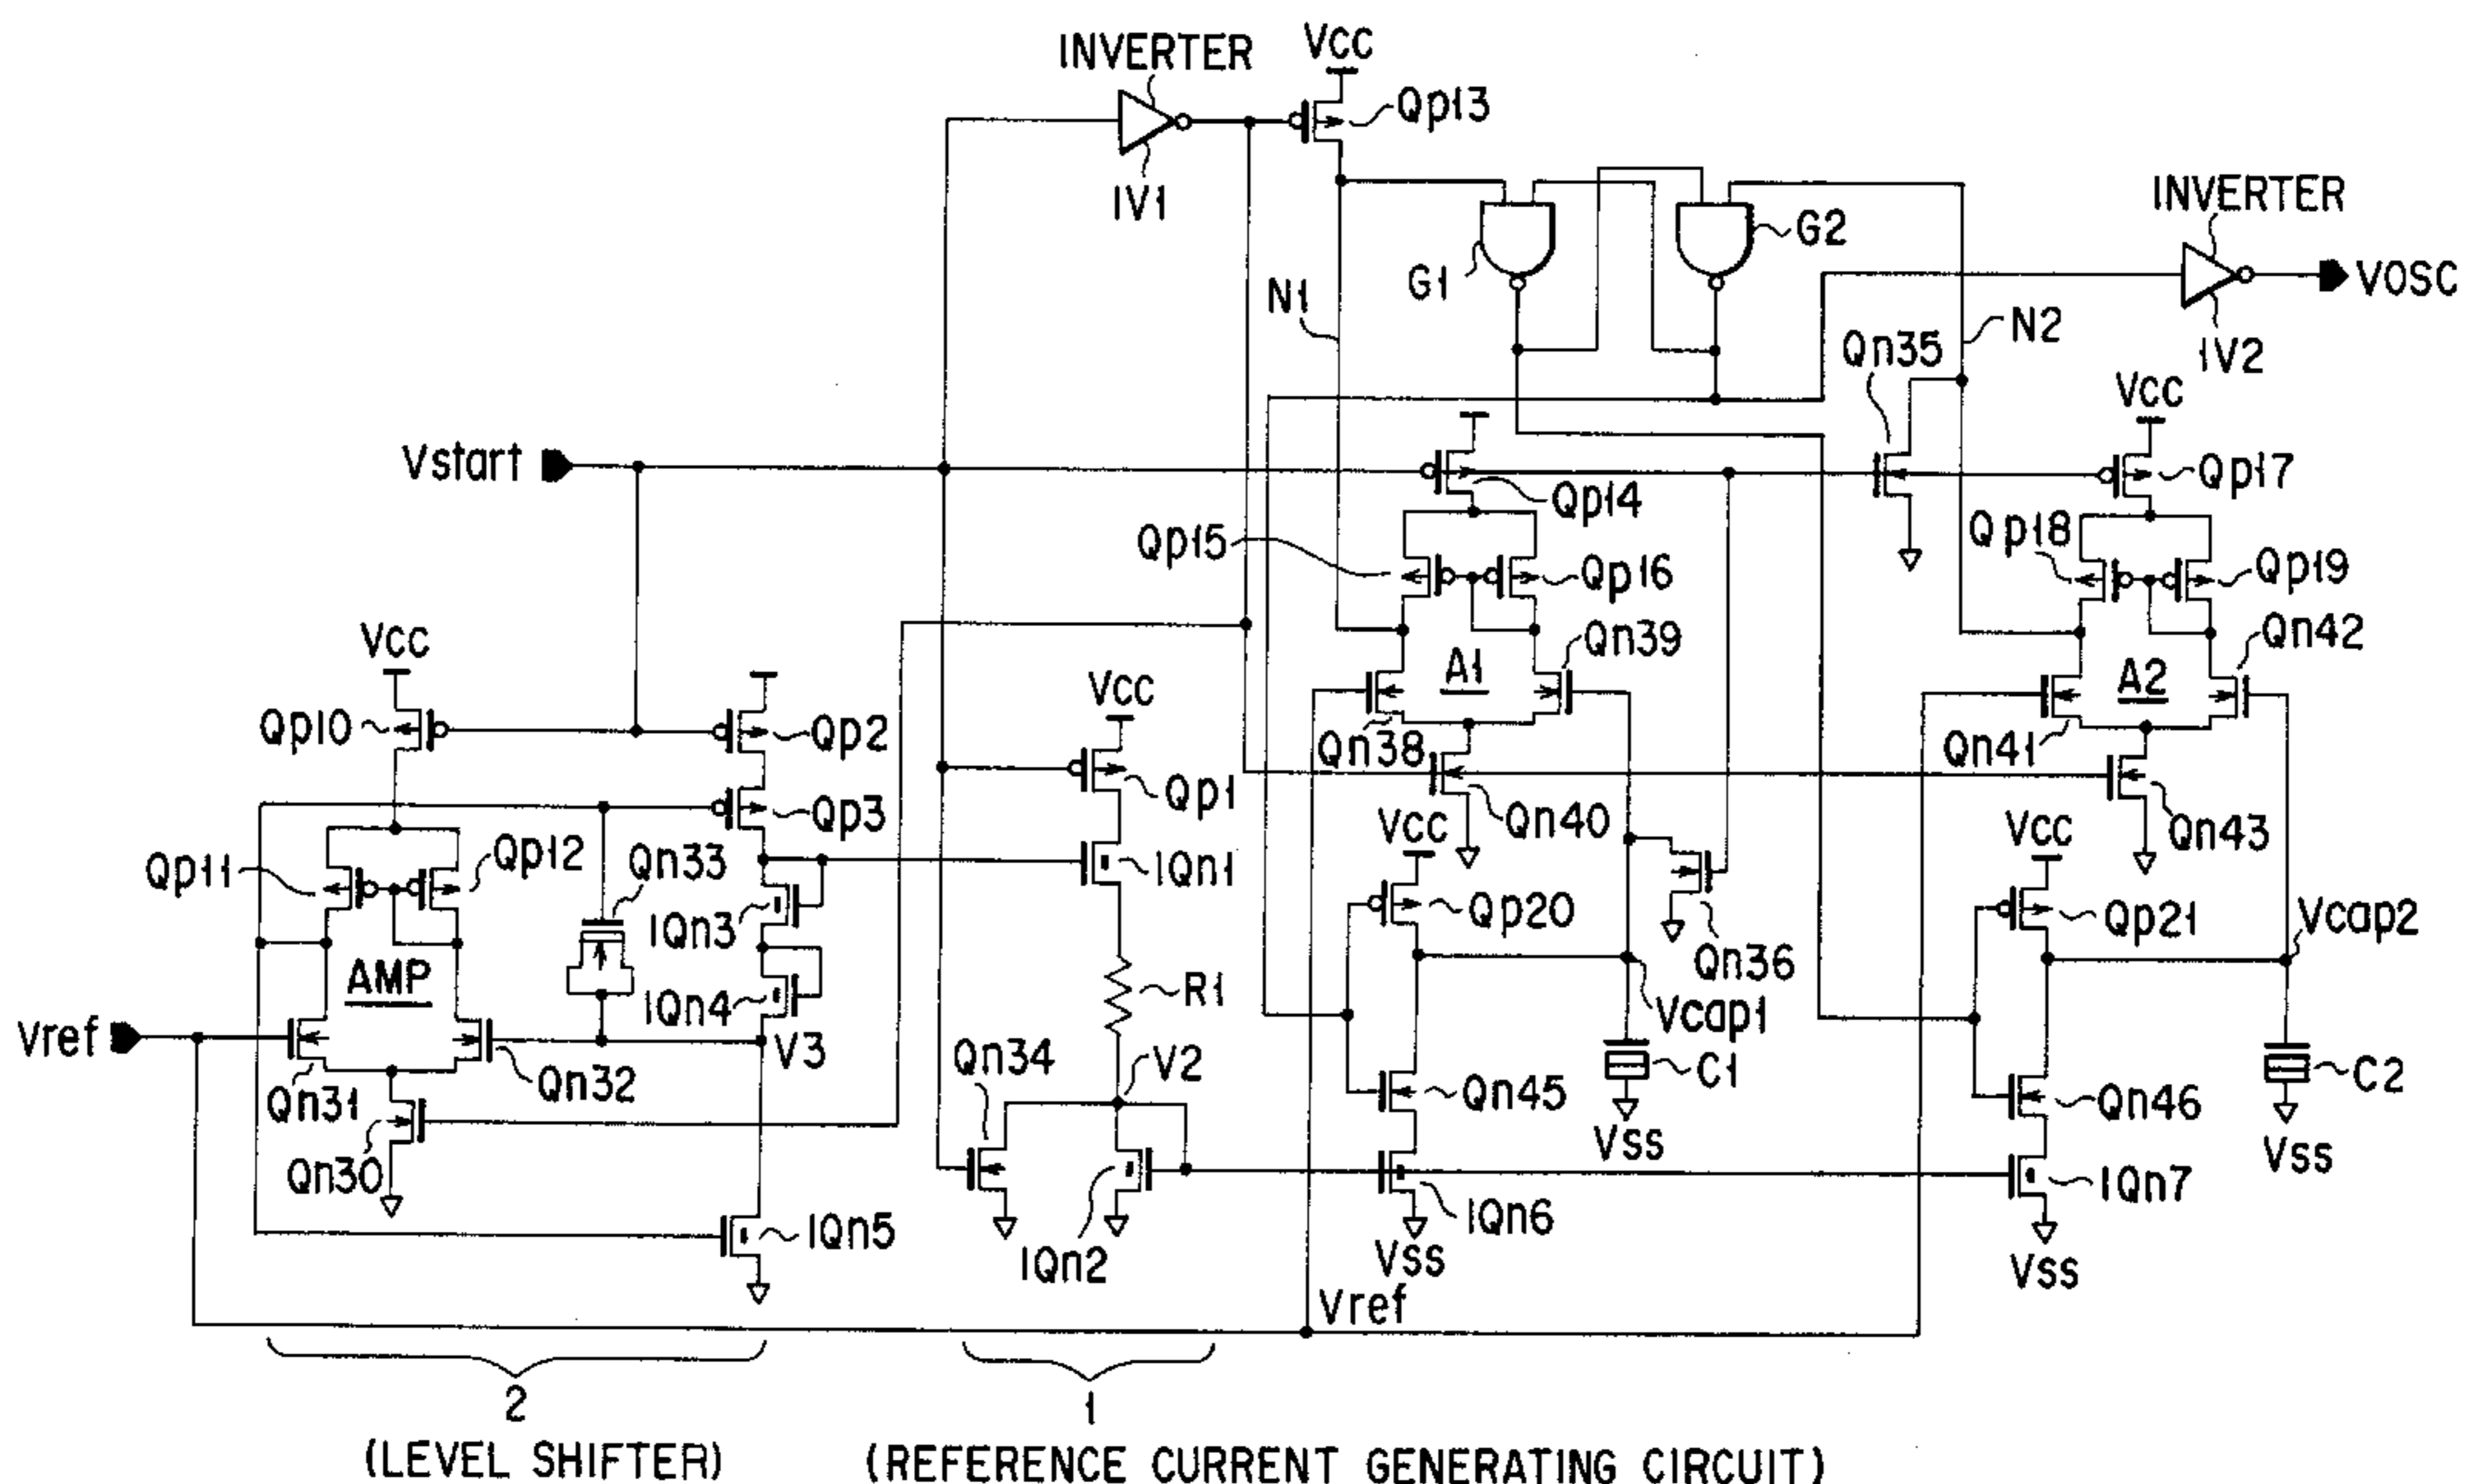 INVERTER
VCC
Qp13
IV1
INVERTER
G1
G2
VOSC
N1
N2
IV2
Qn35
VCC
Vstart
Qp14
Qp17
Qp15
Qp16
Qp18
Qp19
VCC
Qn39
Qn42
A1
A2
VCC
Qp10
Qp2
Qn38
Qn41
Qp1
Qp3
Qn40
Qn43
VCC
VCC
Qp11
Qp12
Qn33
IQn1
IQn3
Qp20
Qp21
Vcap2
AMP
IQn4
R1
Qn36
Vcap1
Vref
V3
Qn34
V2
C1
C2
Qn31
Qn32
Qn45
Qn46
VSS
VSS
Qn30
IQn7
IQn5
IQn2
IQn6
VSS
VSS
Vref
2
1
(LEVEL SHIFTER)
(REFERENCE CURRENT GENERATING CIRCUIT)